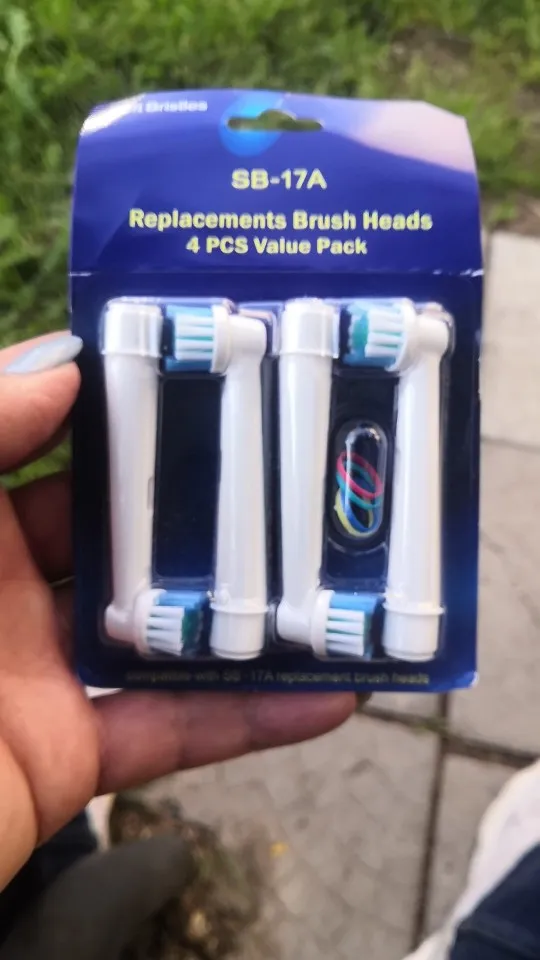 Bristles
SB-17A
Replacements Brush Heads
4 PCS Value Pack
compatible with SB -17A replacement brush heads